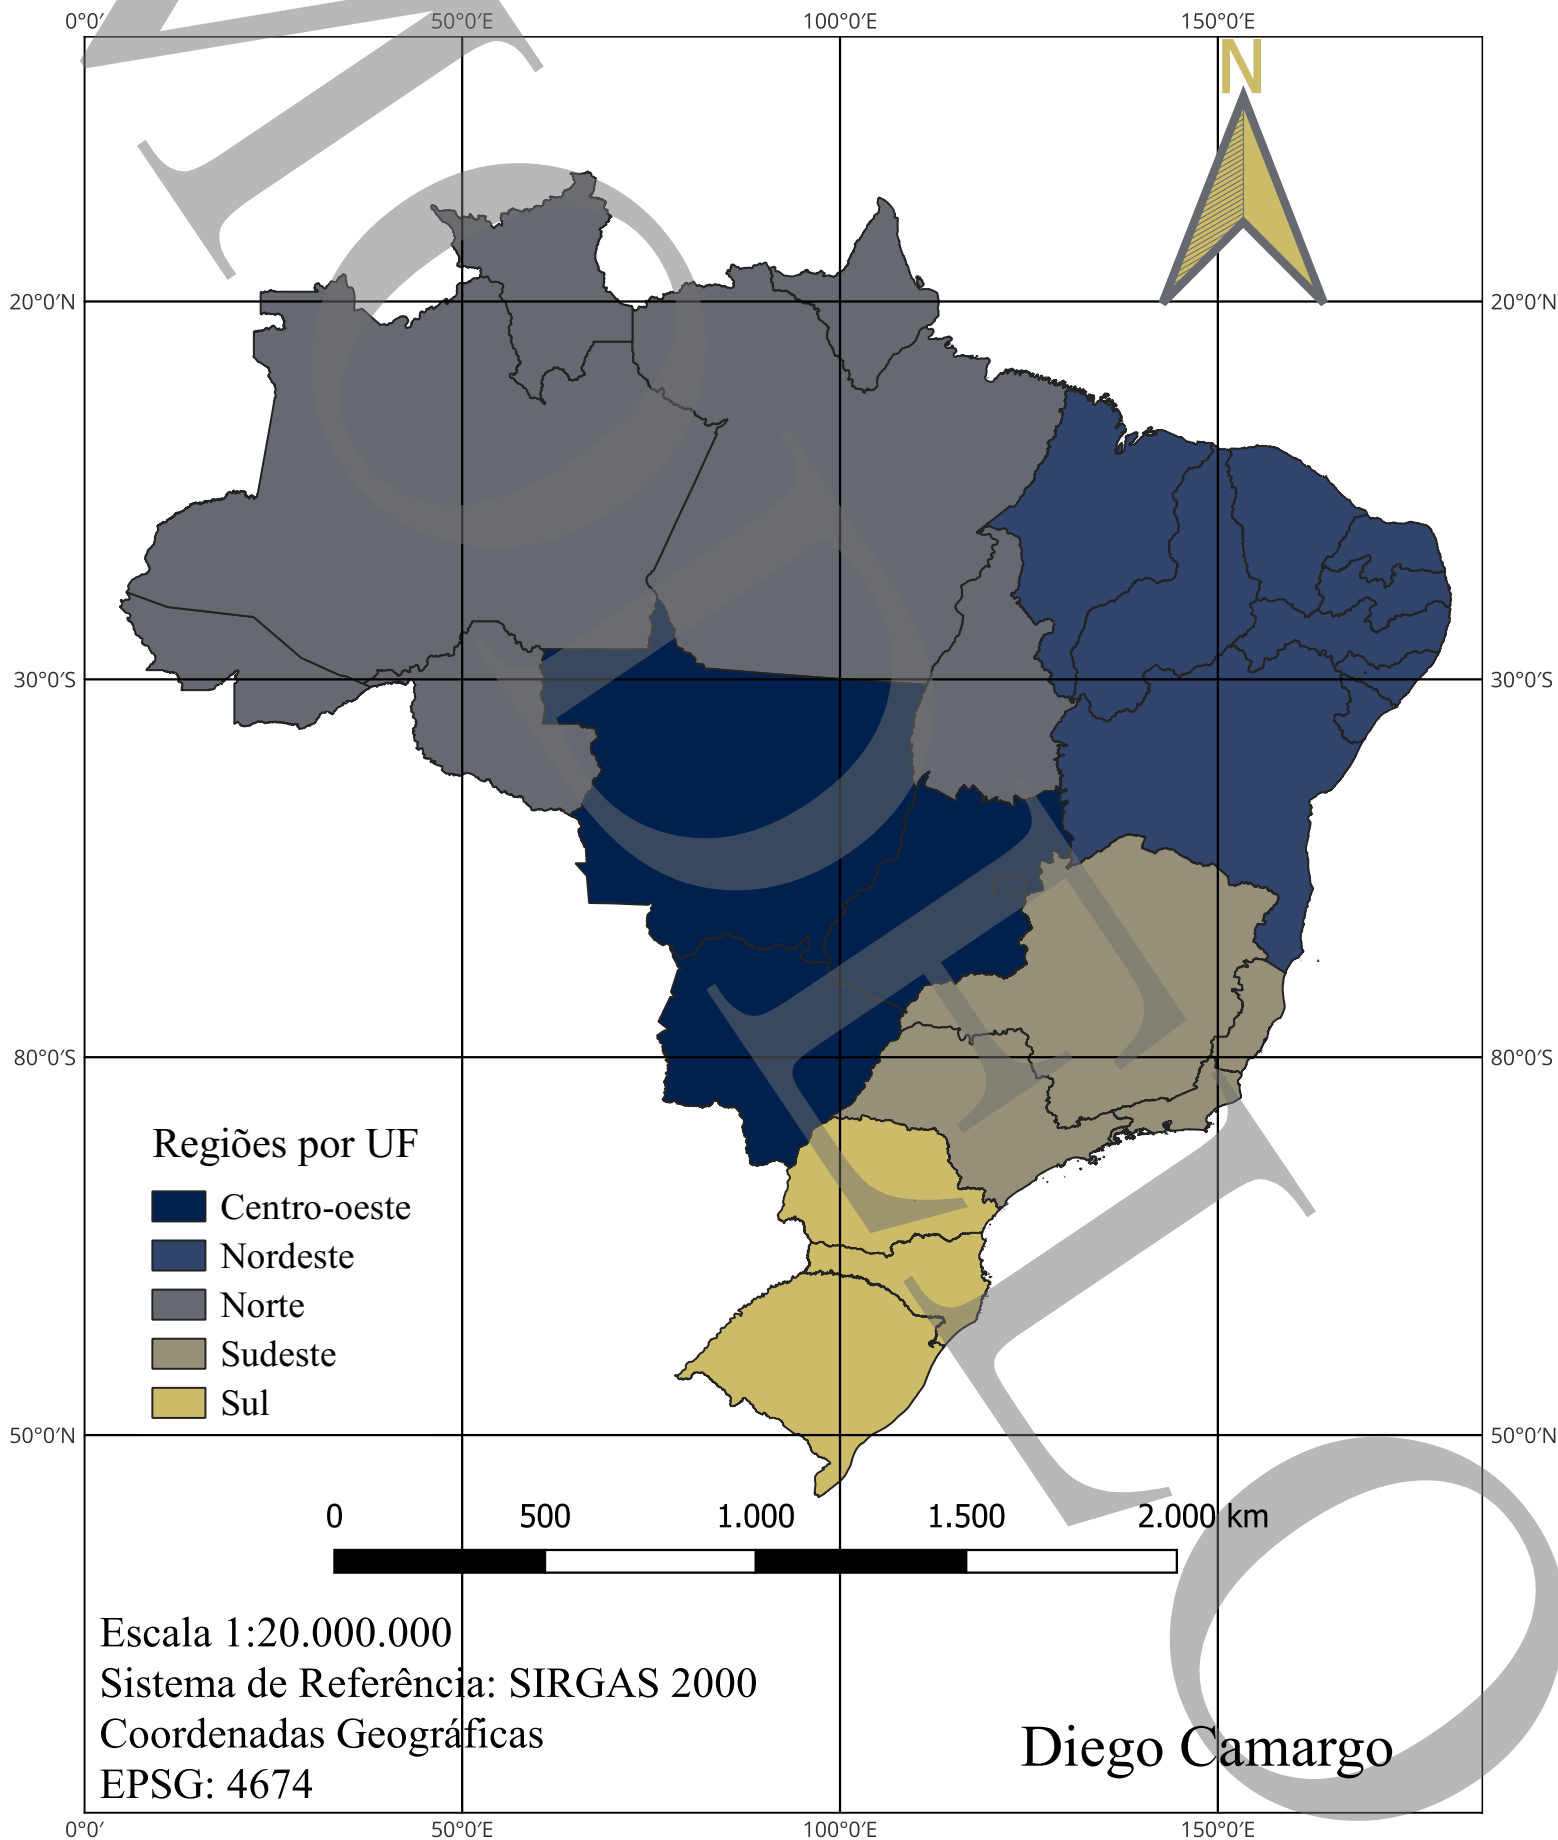 0°0′ 50°0′E 100°0′E 150°0′E
N
20°0′N 20°0′N
30°0′S 30°0′S
80°0′S 80°0′S
50°0′N 50°0′N
MODELO
Regiões por UF
Centro-oeste
Nordeste
Norte
Sudeste
Sul
0 500 1.000 1.500 2.000 km
Escala 1:20.000.000
Sistema de Referência: SIRGAS 2000
Coordenadas Geográficas
EPSG: 4674
Diego Camargo
0°0′ 50°0′E 100°0′E 150°0′E